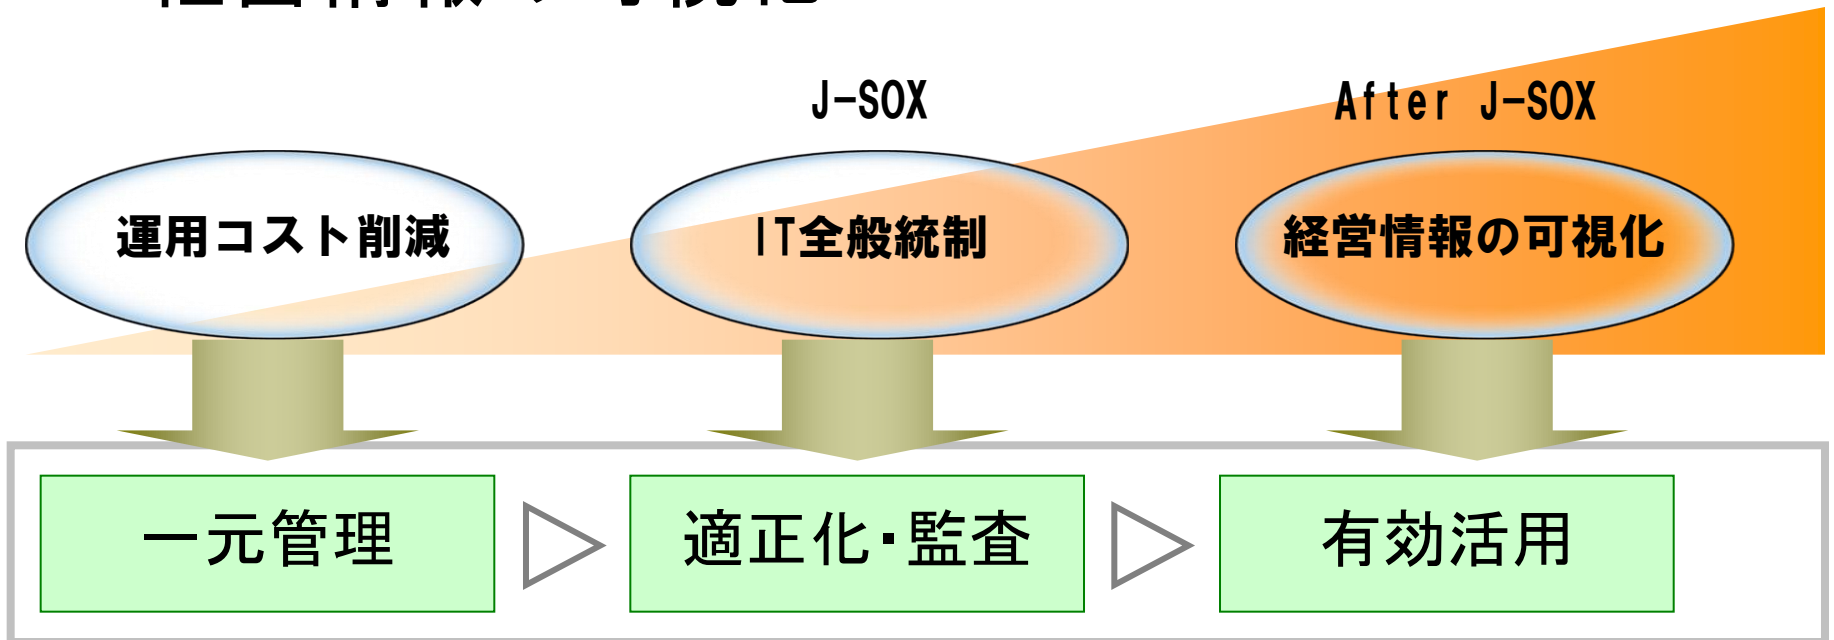 J-SOX
After J-SOX
運用コスト削減
IT全般統制
経営情報の可視化
一元管理
適正化・監査
有効活用